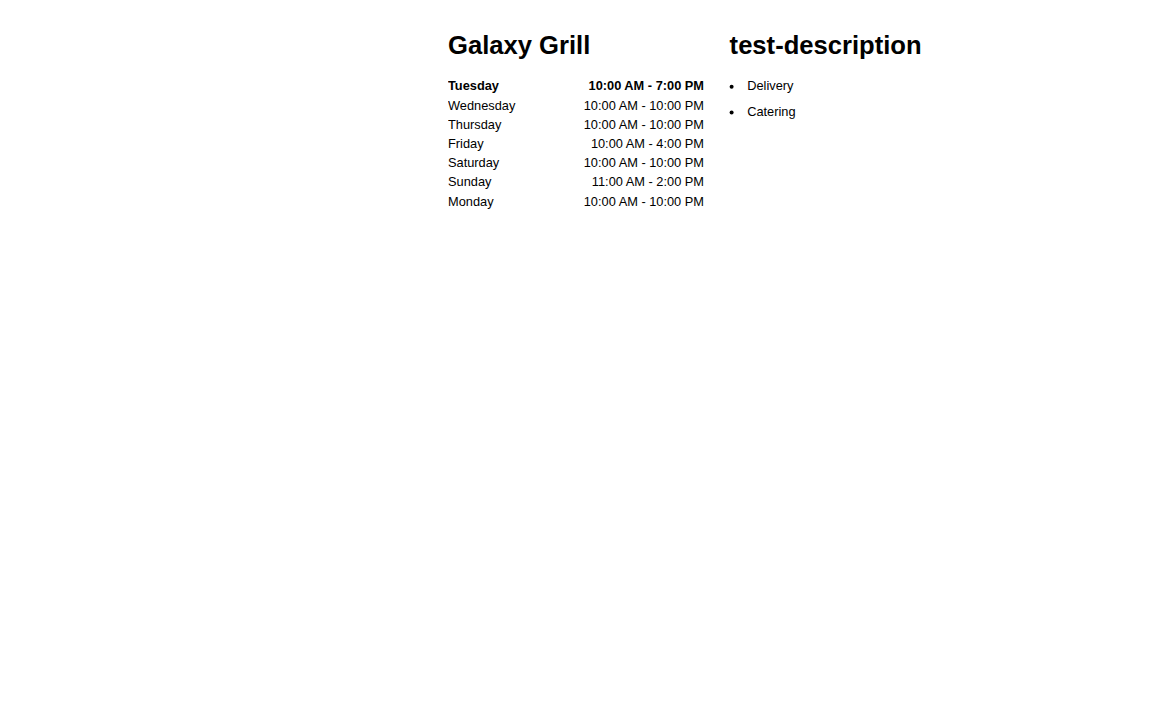 Galaxy Grill
Tuesday 10:00 AM - 7:00 PM
Wednesday 10:00 AM - 10:00 PM
Thursday 10:00 AM - 10:00 PM
Friday 10:00 AM - 4:00 PM
Saturday 10:00 AM - 10:00 PM
Sunday 11:00 AM - 2:00 PM
Monday 10:00 AM - 10:00 PM
test-description
• Delivery
• Catering